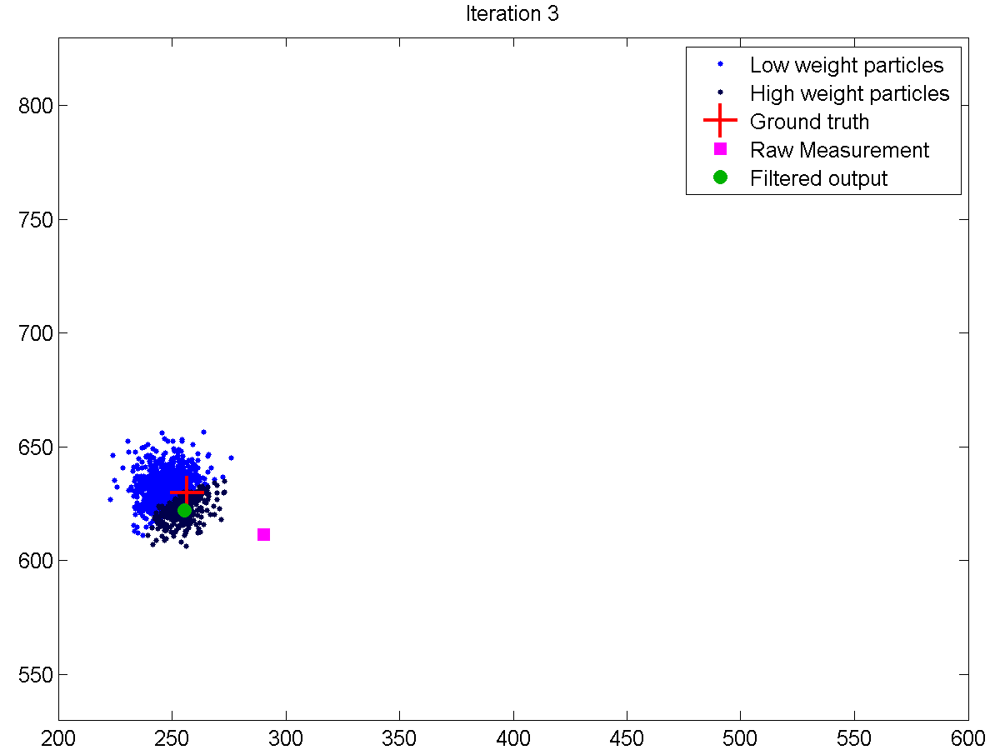 Iteration 3
Low weight particles
High weight particles
Ground truth
Raw Measurement
Filtered output
800
750
700
650
600
550
200 250 300 350 400 450 500 550 600